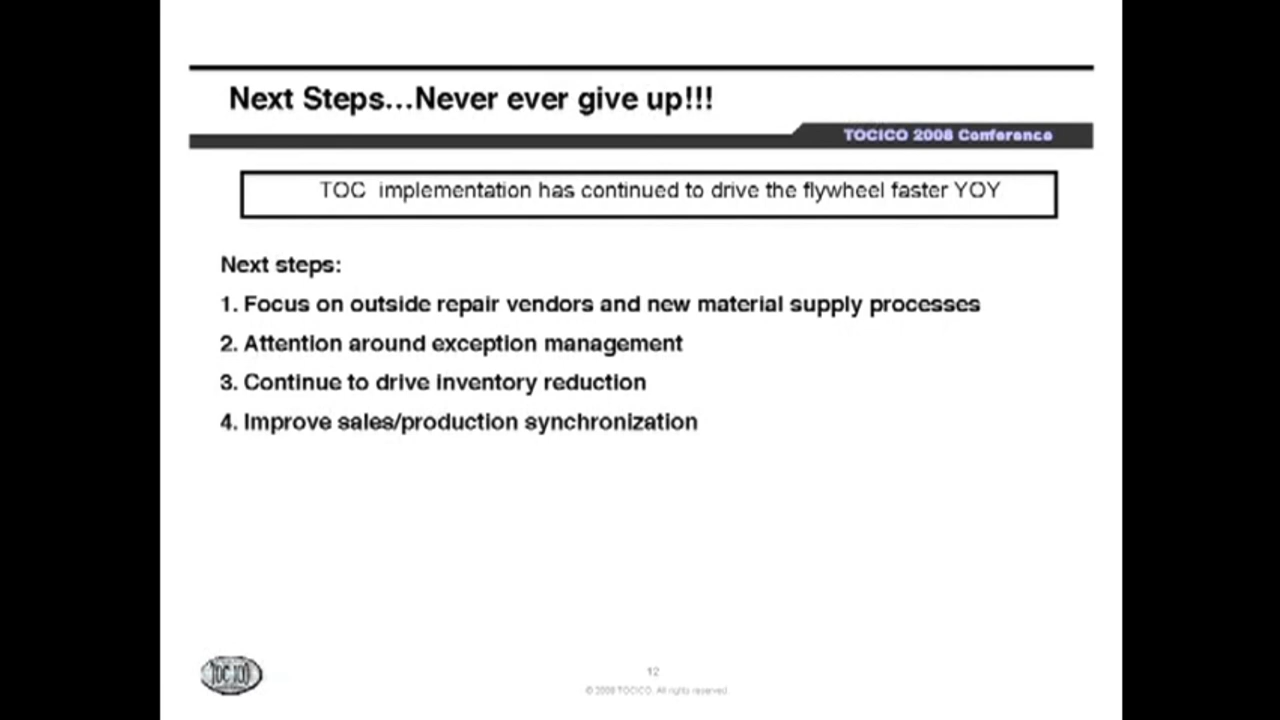 Next Steps...Never ever give up!!!
TOCICO 2008 Conference
TOC implementation has continued to drive the flywheel faster YOY
Next steps:
1. Focus on outside repair vendors and new material supply processes
2. Attention around exception management
3. Continue to drive inventory reduction
4. Improve sales/production synchronization
TOCICO
12
© 2008 TOCICO. All rights reserved.